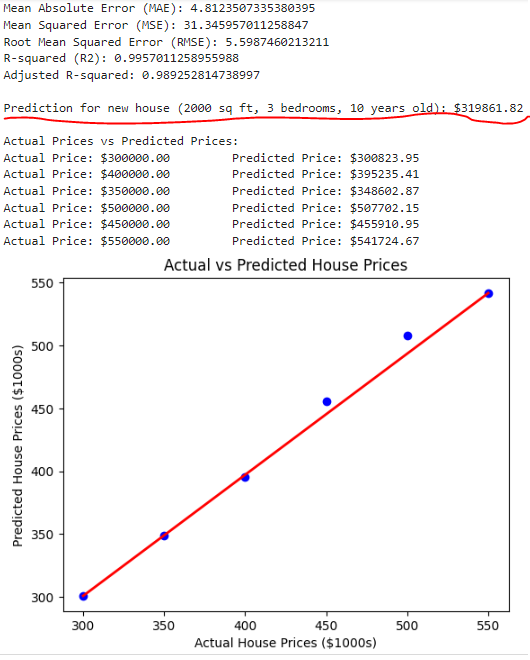 Mean Absolute Error (MAE): 4.8123507335380395
Mean Squared Error (MSE): 31.345957011258847
Root Mean Squared Error (RMSE): 5.5987460213211
R-squared (R2): 0.9957011258955988
Adjusted R-squared: 0.989252814738997
Prediction for new house (2000 sq ft, 3 bedrooms, 10 years old): $319861.82
Actual Prices vs Predicted Prices:
Actual Price: $300000.00 Predicted Price: $300823.95
Actual Price: $400000.00 Predicted Price: $395235.41
Actual Price: $350000.00 Predicted Price: $348602.87
Actual Price: $500000.00 Predicted Price: $507702.15
Actual Price: $450000.00 Predicted Price: $455910.95
Actual Price: $550000.00 Predicted Price: $541724.67
Actual vs Predicted House Prices
Predicted House Prices ($1000s)
550
500
450
400
350
300
300 350 400 450 500 550
Actual House Prices ($1000s)